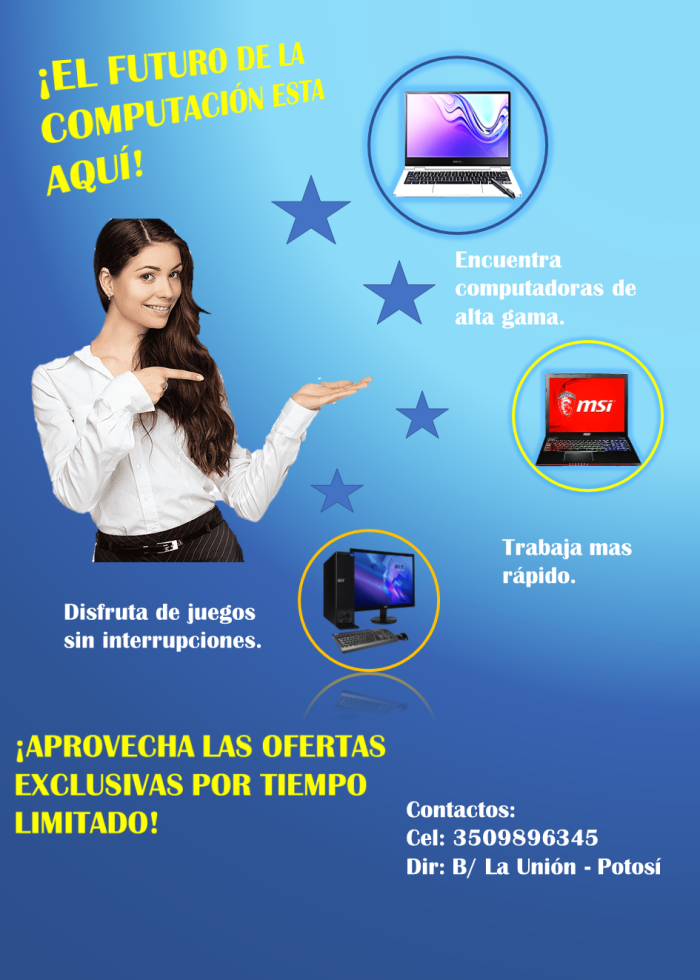 ¡EL FUTURO DE LA
COMPUTACIÓN ESTA
AQUÍ!
Encuentra
computadoras de
alta gama.
msi
Trabaja mas
rápido.
Disfruta de juegos
sin interrupciones.
¡APROVECHA LAS OFERTAS
EXCLUSIVAS POR TIEMPO
LIMITADO!
Contactos:
Cel: 3509896345
Dir: B/ La Unión - Potosí